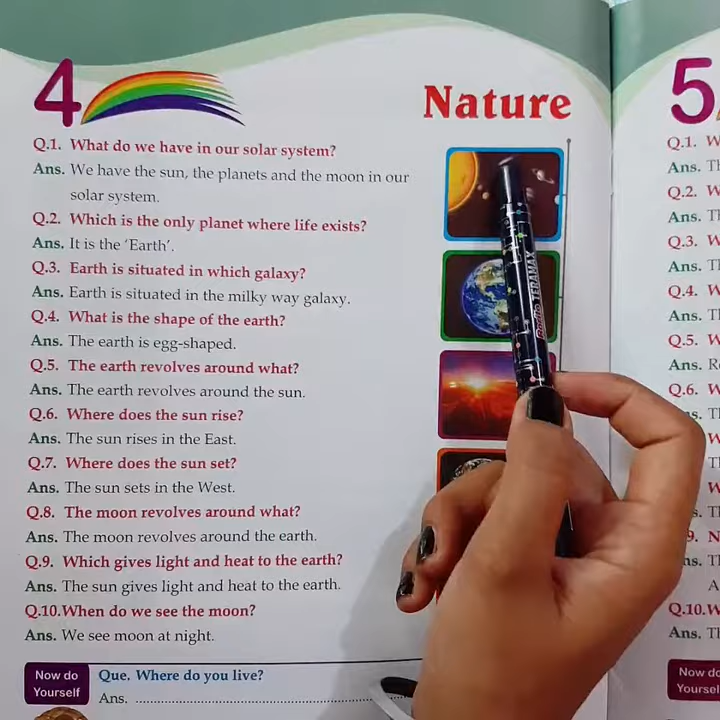 4
Nature
Q.1. What do we have in our solar system?
Ans. We have the sun, the planets and the moon in our
solar system.
Q.2. Which is the only planet where life exists?
Ans. It is the 'Earth'.
Q.3. Earth is situated in which galaxy?
Ans. Earth is situated in the milky way galaxy.
Q.4. What is the shape of the earth?
Ans. The earth is egg-shaped.
Q.5. The earth revolves around what?
Ans. The earth revolves around the sun.
Q.6. Where does the sun rise?
Ans. The sun rises in the East.
Q.7. Where does the sun set?
Ans. The sun sets in the West.
Q.8. The moon revolves around what?
Ans. The moon revolves around the earth.
Q.9. Which gives light and heat to the earth?
Ans. The sun gives light and heat to the earth.
Q.10.When do we see the moon?
Ans. We see moon at night.
Now do
Yourself
Que. Where do you live?
Ans.
TERAMAX
5
Q.1.
Ans.
Q.2.
Ans.
Q.3.
Ans.
Q.4.
Ans.
Q.5.
Ans.
Q.6.
Q.10.
Ans.
Now do